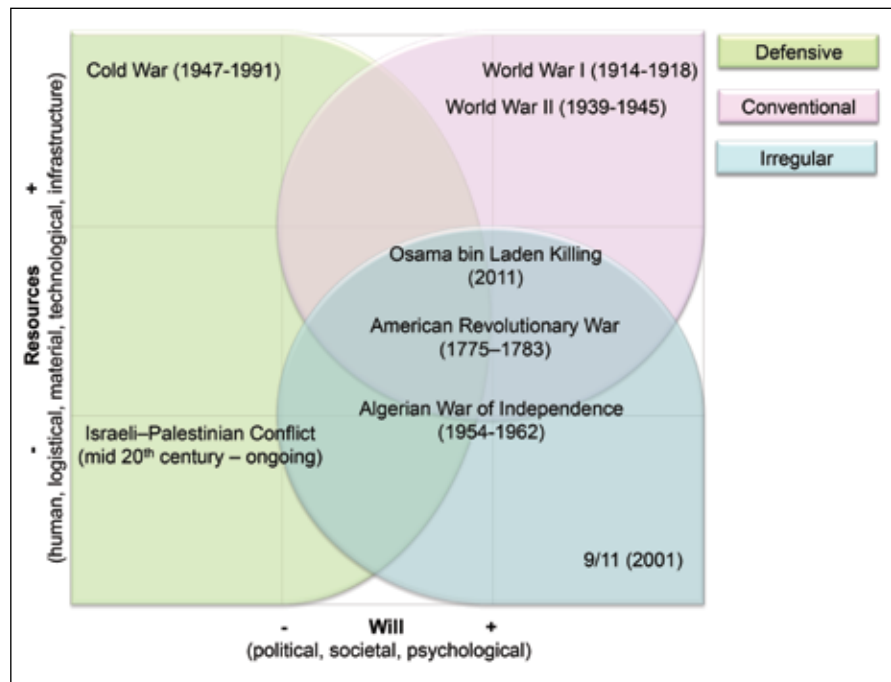 Cold War (1947-1991)
World War I (1914-1918)
World War II (1939-1945)
Defensive
Conventional
Irregular
+
Resources
-
(human, logistical, material, technological, infrastructure)
Osama bin Laden Killing
(2011)
American Revolutionary War
(1775–1783)
Algerian War of Independence
(1954-1962)
Israeli–Palestinian Conflict
(mid 20th century – ongoing)
9/11 (2001)
- Will +
(political, societal, psychological)